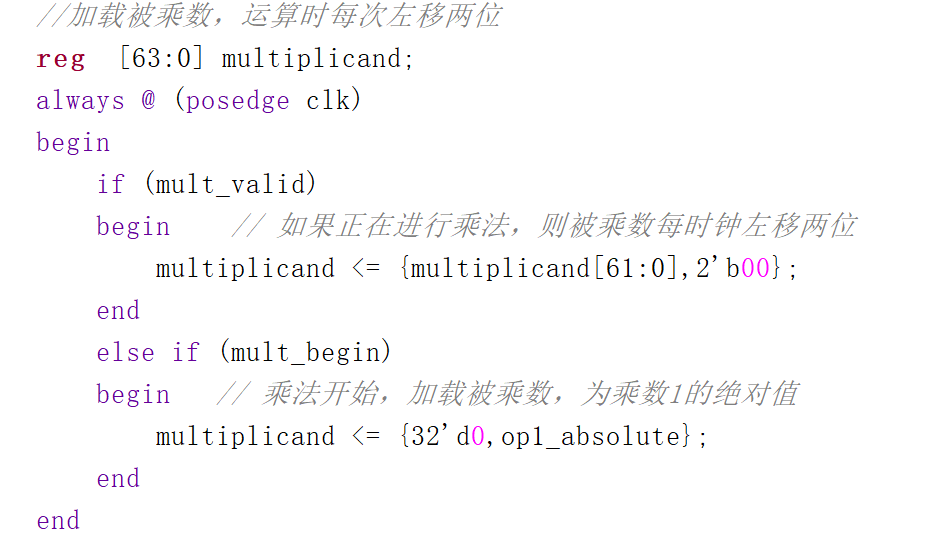 //加载被乘数，运算时每次左移两位
reg  [63:0] multiplicand;
always @ (posedge clk)
begin
    if (mult_valid)
    begin    // 如果正在进行乘法，则被乘数每时钟左移两位
        multiplicand <= {multiplicand[61:0],2'b00};
    end
    else if (mult_begin)
    begin   // 乘法开始，加载被乘数，为乘数1的绝对值
        multiplicand <= {32'd0,op1_absolute};
    end
end